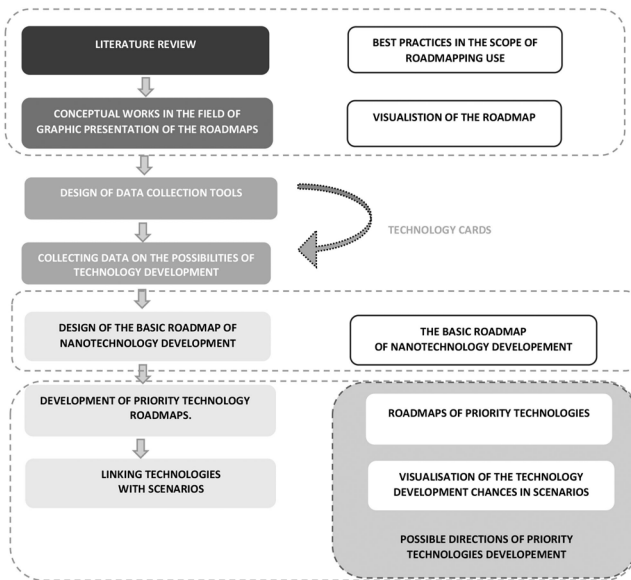 LITERATURE REVIEW
BEST PRACTICES IN THE SCOPE OF
ROADMAPPING USE
CONCEPTUAL WORKS IN THE FIELD OF
GRAPHIC PRESENTATION OF THE ROADMAPS
VISUALISTION OF THE ROADMAP
DESIGN OF DATA COLLECTION TOOLS
TECHNOLOGY CARDS
COLLECTING DATA ON THE POSSIBILITIES OF
TECHNOLOGY DEVELOPMENT
DESIGN OF THE BASIC ROADMAP OF
NANOTECHNOLOGY DEVELOPMENT
THE BASIC ROADMAP
OF NANOTECHNOLOGY DEVELOPEMENT
DEVELOPMENT OF PRIORITY TECHNOLOGY
ROADMAPS.
ROADMAPS OF PRIORITY TECHNOLOGIES
LINKING TECHNOLOGIES
WITH SCENARIOS
VISUALISATION OF THE TECHNOLOGY
DEVELOPMENT CHANCES IN SCENARIOS
POSSIBLE DIRECTIONS OF PRIORITY
TECHNOLOGIES DEVELOPEMENT